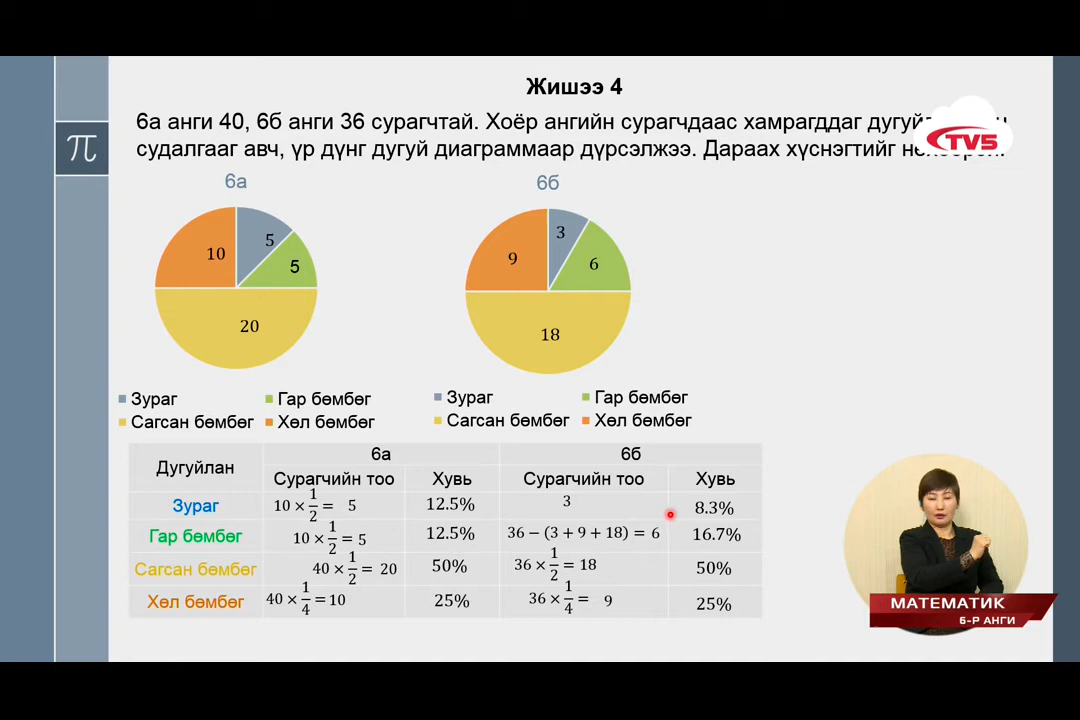 Жишээ 4
6а анги 40, 6б анги 36 сурагчтай. Хоёр ангийн сурагчдаас хамрагддаг
судалгааг авч, үр дүнг дугуй диаграммаар дүрсэлжээ. Дараах хүснэгтийг
TV5
π
6а
6б
10 5 5 20
9 3 6 18
Зураг Гар бөмбөг
Сагсан бөмбөг Хөл бөмбөг
Зураг Гар бөмбөг
Сагсан бөмбөг Хөл бөмбөг
Дугуйлан 6а 6б
Сурагчийн тоо Хувь Сурагчийн тоо Хувь
Зураг 10 × 1/2 = 5 12.5% 3 8.3%
Гар бөмбөг 10 × 1/2 = 5 12.5% 36 − (3 + 9 + 18) = 6 16.7%
Сагсан бөмбөг 40 × 1/2 = 20 50% 36 × 1/2 = 18 50%
Хөл бөмбөг 40 × 1/4 = 10 25% 36 × 1/4 = 9 25%
МАТЕМАТИК
6-Р АНГИ